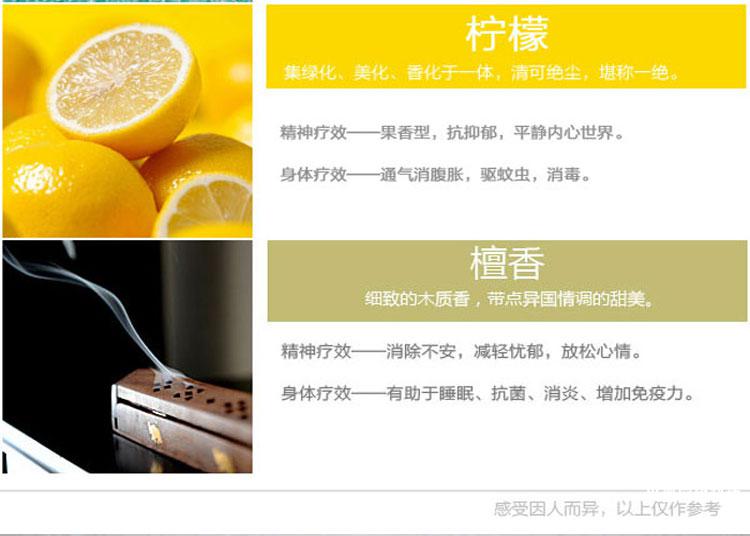 柠檬
集绿化、美化、香化于一体，清可绝尘，堪称一绝。
精神疗效——果香型，抗抑郁，平静内心世界。
身体疗效——通气消腹胀，驱蚊虫，消毒。
檀香
细致的木质香，带点异国情调的甜美。
精神疗效——消除不安，减轻忧郁，放松心情。
身体疗效——有助于睡眠、抗菌、消炎、增加免疫力。
感受因人而异，以上仅作参考